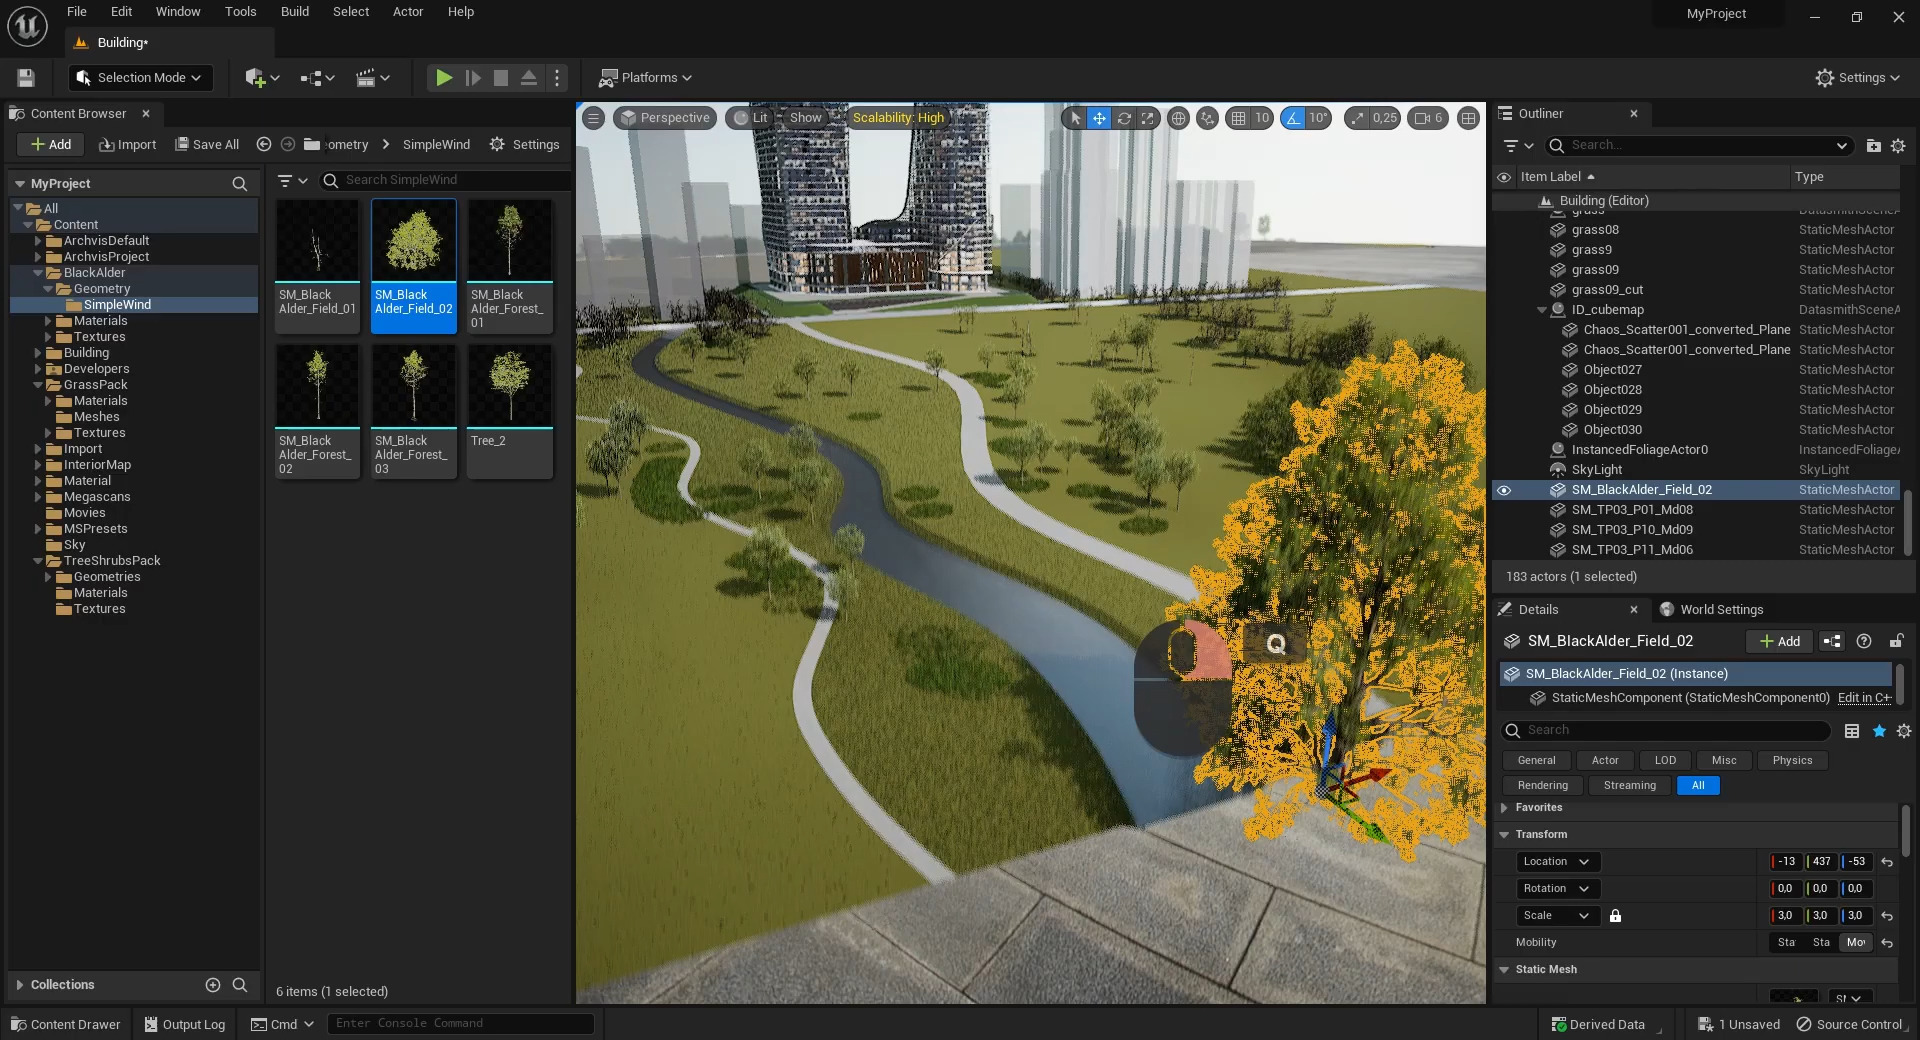 File Edit Window Tools Build Select Actor Help
MyProject
Building*
Selection Mode
Platforms
Settings
Content Browser
Add Import Save All ometry SimpleWind Settings
MyProject
Search SimpleWind
All
Content
ArchvisDefault
ArchvisProject
BlackAlder
Geometry
SimpleWind
Materials
Textures
Building
Developers
GrassPack
Materials
Meshes
Textures
Import
InteriorMap
Material
Megascans
Movies
MSPresets
Sky
TreeShrubsPack
Geometries
Materials
Textures
Collections
SM_Black
Alder_Field_01
SM_Black
Alder_Field_02
SM_Black
Alder_Forest_
01
SM_Black
Alder_Forest_
02
SM_Black
Alder_Forest_
03
Tree_2
6 items (1 selected)
Perspective Lit Show Scalability: High 10 10° 0,25 6
Q
Outliner
Search...
Item Label Type
Building (Editor)
grass DatasmithSceneA
grass08 StaticMeshActor
grass9 StaticMeshActor
grass09 StaticMeshActor
grass09_cut StaticMeshActor
ID_cubemap DatasmithSceneA
Chaos_Scatter001_converted_Plane StaticMeshActor
Chaos_Scatter001_converted_Plane StaticMeshActor
Object027 StaticMeshActor
Object028 StaticMeshActor
Object029 StaticMeshActor
Object030 StaticMeshActor
InstancedFoliageActor0 InstancedFoliageA
SkyLight SkyLight
SM_BlackAlder_Field_02 StaticMeshActor
SM_TP03_P01_Md08 StaticMeshActor
SM_TP03_P10_Md09 StaticMeshActor
SM_TP03_P11_Md06 StaticMeshActor
183 actors (1 selected)
Details World Settings
SM_BlackAlder_Field_02 Add
SM_BlackAlder_Field_02 (Instance)
StaticMeshComponent (StaticMeshComponent0) Edit in C++
Search
General Actor LOD Misc Physics
Rendering Streaming All
Favorites
Transform
Location -13 437 -53
Rotation 0,0 0,0 0,0
Scale 3,0 3,0 3,0
Mobility Sta Sta Mov
Static Mesh
Content Drawer Output Log Cmd Enter Console Command Derived Data 1 Unsaved Source Control